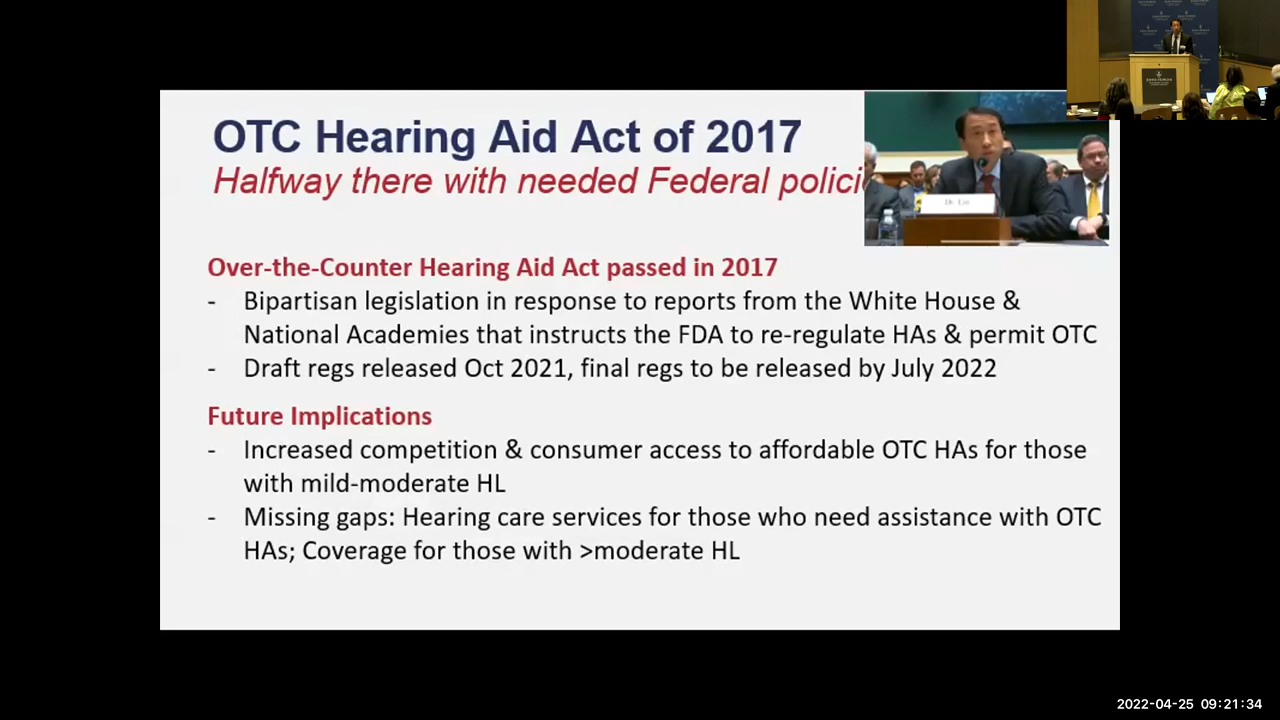 OTC Hearing Aid Act of 2017
Halfway there with needed Federal polici
Dr. Lin
Over-the-Counter Hearing Aid Act passed in 2017
- Bipartisan legislation in response to reports from the White House &
National Academies that instructs the FDA to re-regulate HAs & permit OTC
- Draft regs released Oct 2021, final regs to be released by July 2022
Future Implications
- Increased competition & consumer access to affordable OTC HAs for those
with mild-moderate HL
- Missing gaps: Hearing care services for those who need assistance with OTC
HAs; Coverage for those with >moderate HL
2022-04-25 09:21:34